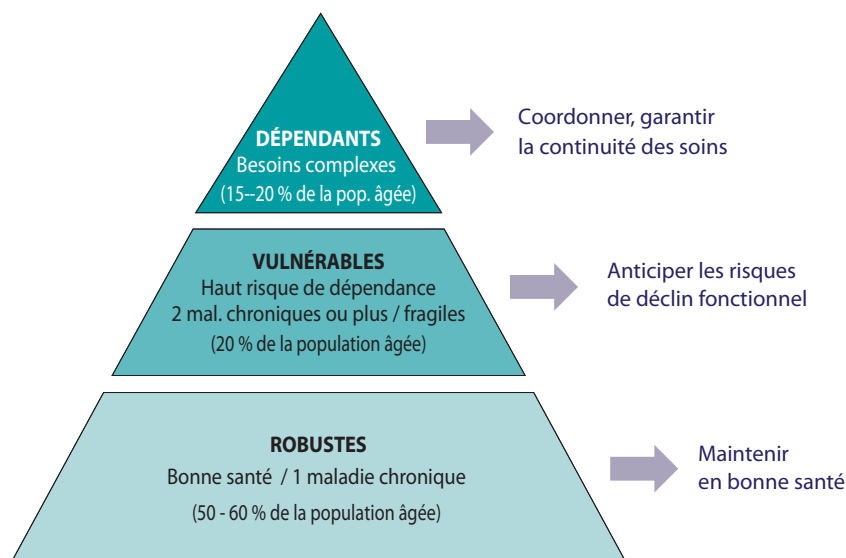 DÉPENDANTS
Besoins complexes
(15--20 % de la pop. âgée)
Coordonner, garantir
la continuité des soins
VULNÉRABLES
Haut risque de dépendance
2 mal. chroniques ou plus / fragiles
(20 % de la population âgée)
Anticiper les risques
de déclin fonctionnel
ROBUSTES
Bonne santé / 1 maladie chronique
(50 - 60 % de la population âgée)
Maintenir
en bonne santé